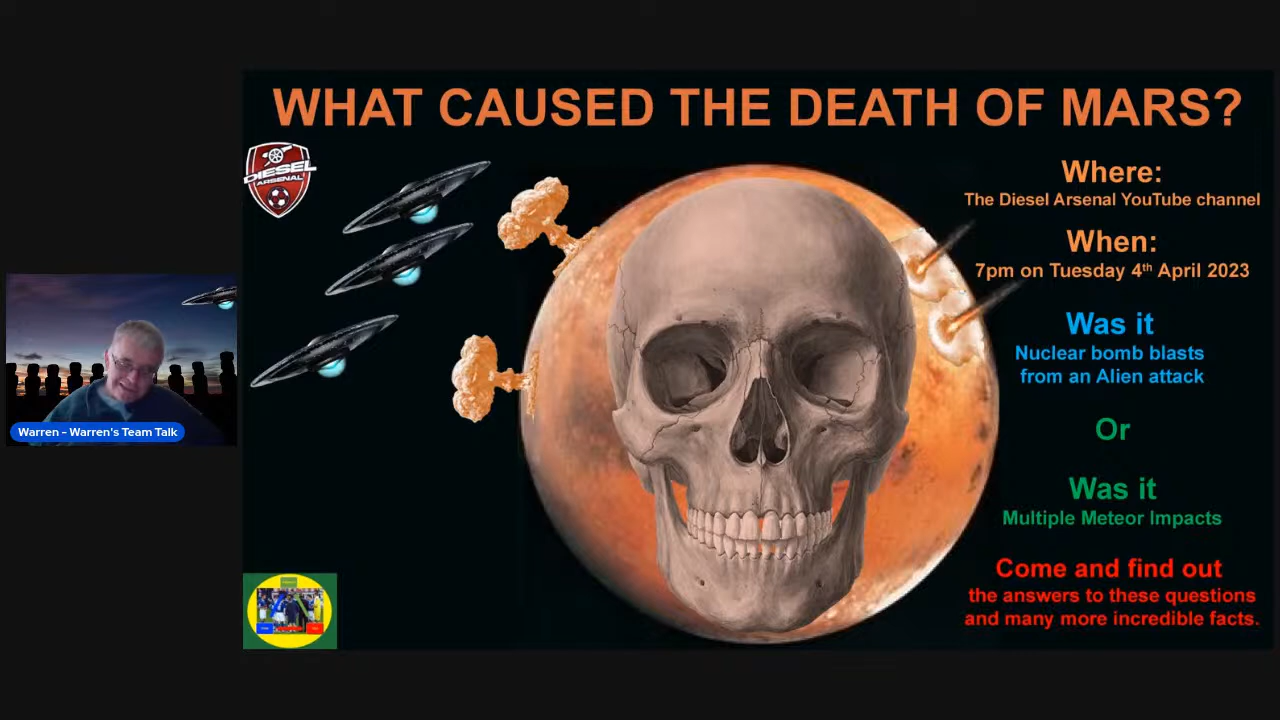 WHAT CAUSED THE DEATH OF MARS?
DIESEL
ARSENAL
Where:
The Diesel Arsenal YouTube channel
When:
7pm on Tuesday 4th April 2023
Was it
Nuclear bomb blasts
from an Alien attack
Or
Was it
Multiple Meteor Impacts
Come and find out
the answers to these questions
and many more incredible facts.
Warren - Warren's Team Talk